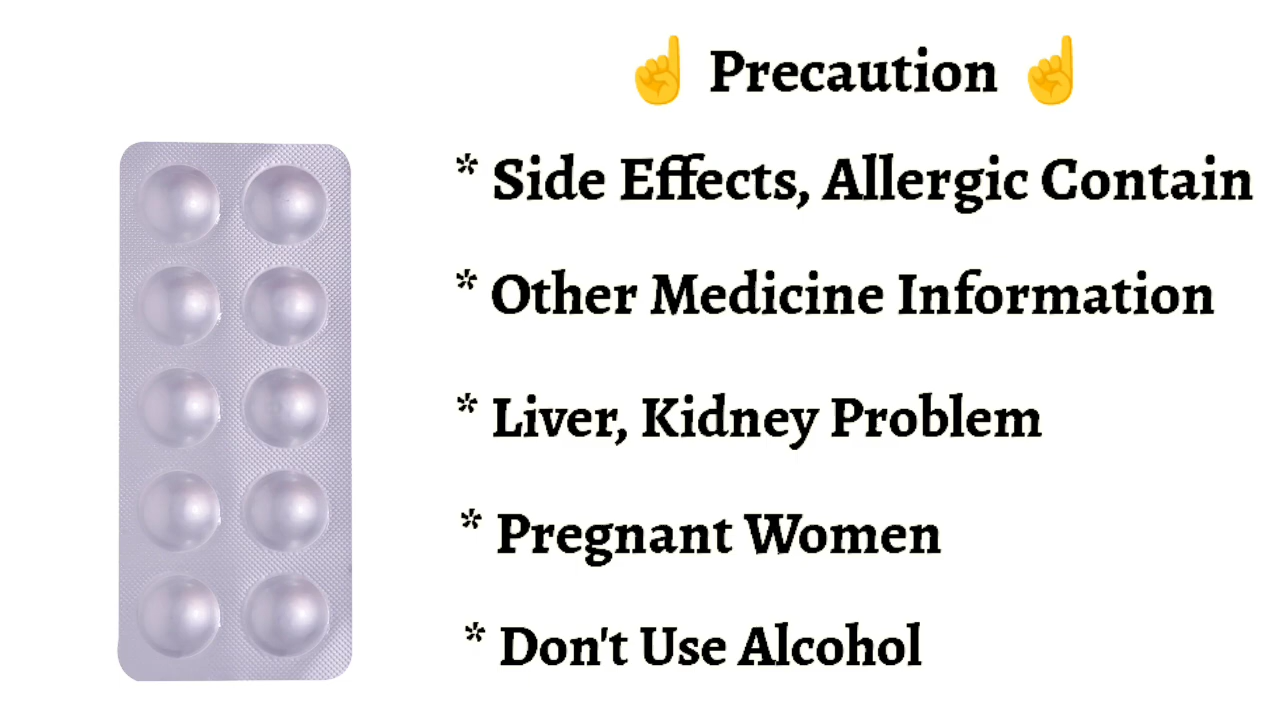 ☝ Precaution ☝
* Side Effects, Allergic Contain
* Other Medicine Information
* Liver, Kidney Problem
* Pregnant Women
* Don't Use Alcohol